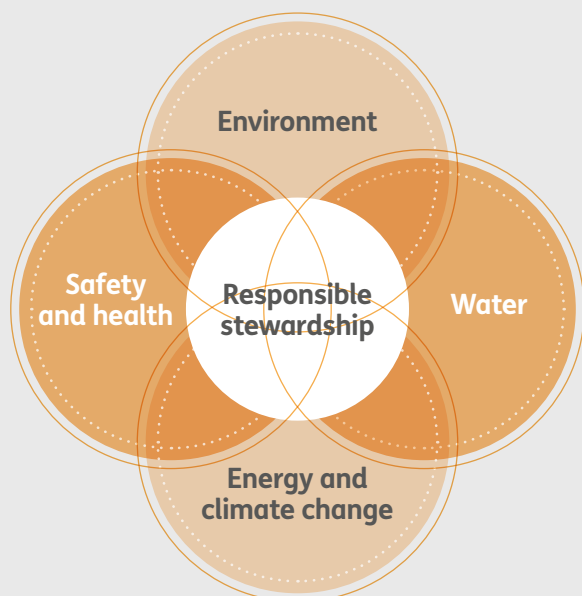 Environment
Safety
and health
Responsible
stewardship
Water
Energy and
climate change